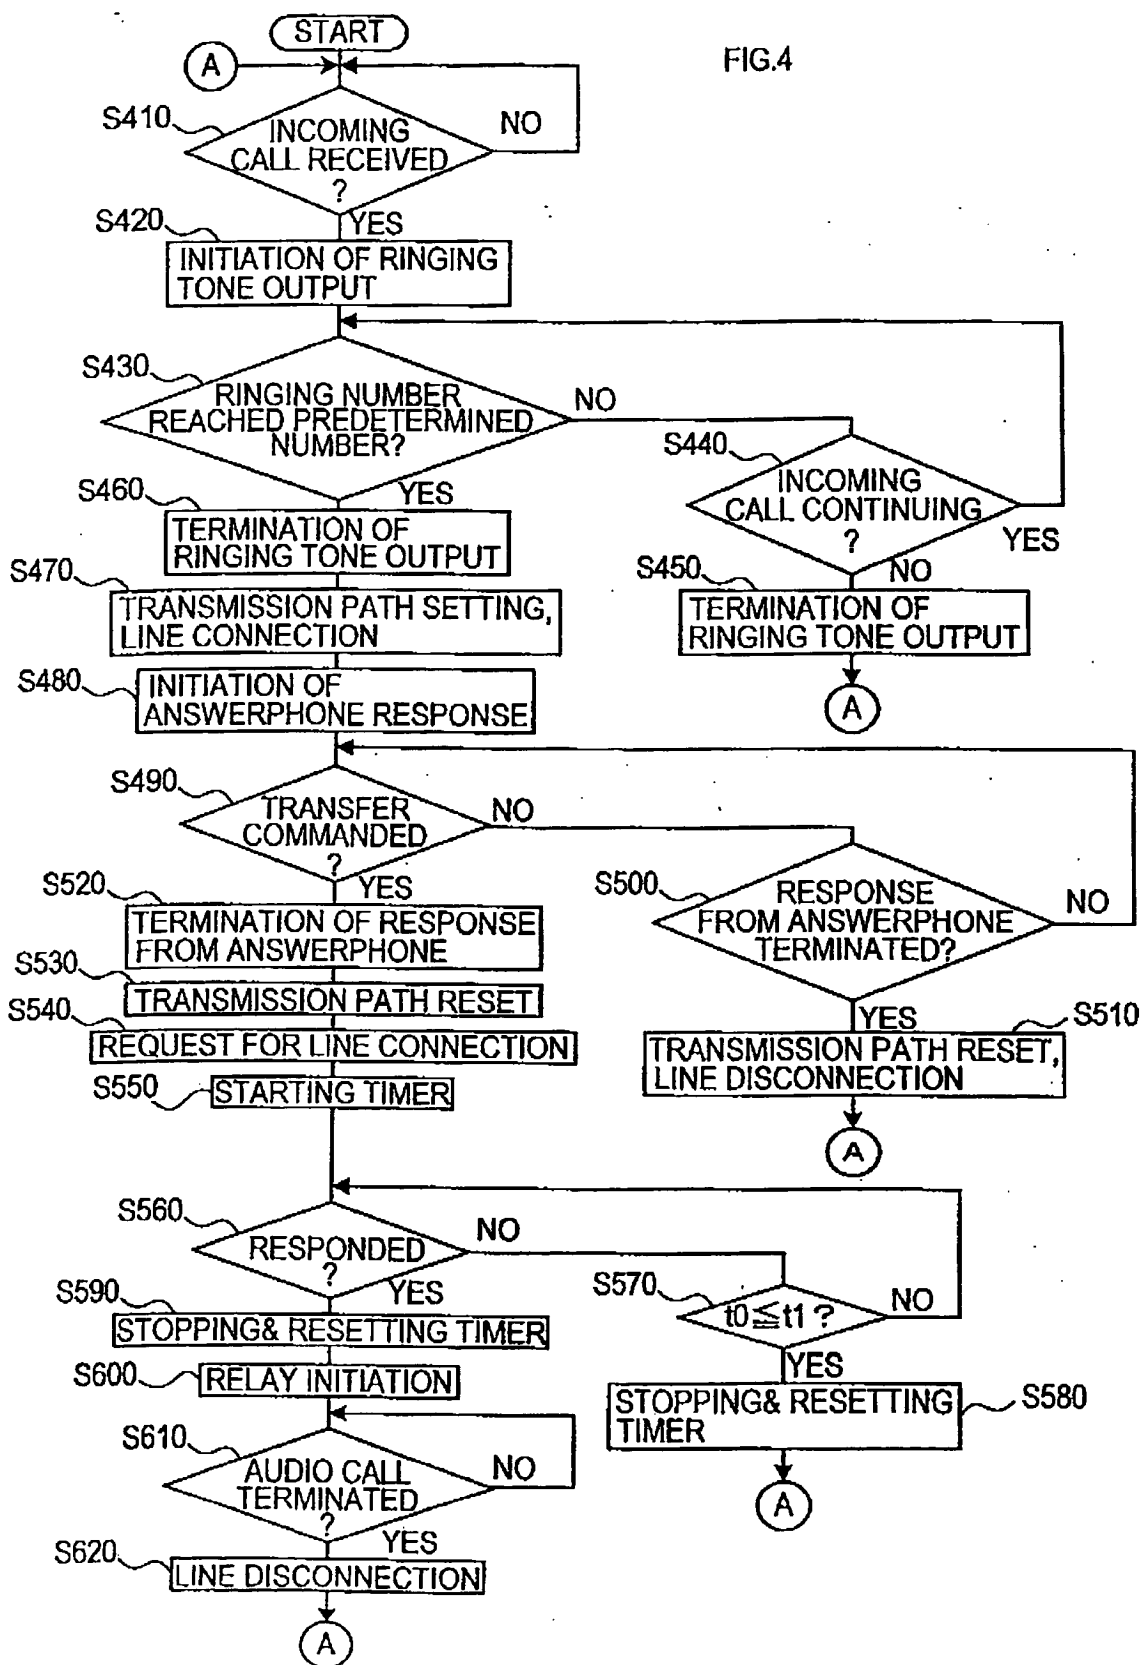 START
A
FIG.4
S410
INCOMING
CALL RECEIVED
?
NO
YES
S420
INITIATION OF RINGING
TONE OUTPUT
S430
RINGING NUMBER
REACHED PREDETERMINED
NUMBER?
NO
YES
S440
INCOMING
CALL CONTINUING
?
YES
NO
S450
TERMINATION OF
RINGING TONE OUTPUT
A
S460
TERMINATION OF
RINGING TONE OUTPUT
S470
TRANSMISSION PATH SETTING,
LINE CONNECTION
S480
INITIATION OF
ANSWERPHONE RESPONSE
S490
TRANSFER
COMMANDED
?
NO
YES
S500
RESPONSE
FROM ANSWERPHONE
TERMINATED?
NO
YES
S510
TRANSMISSION PATH RESET,
LINE DISCONNECTION
A
S520
TERMINATION OF RESPONSE
FROM ANSWERPHONE
S530
TRANSMISSION PATH RESET
S540
REQUEST FOR LINE CONNECTION
S550
STARTING TIMER
S560
RESPONDED
?
NO
YES
S570
t0≦t1 ?
NO
YES
S580
STOPPING& RESETTING
TIMER
A
S590
STOPPING& RESETTING TIMER
S600
RELAY INITIATION
S610
AUDIO CALL
TERMINATED
?
NO
YES
S620
LINE DISCONNECTION
A